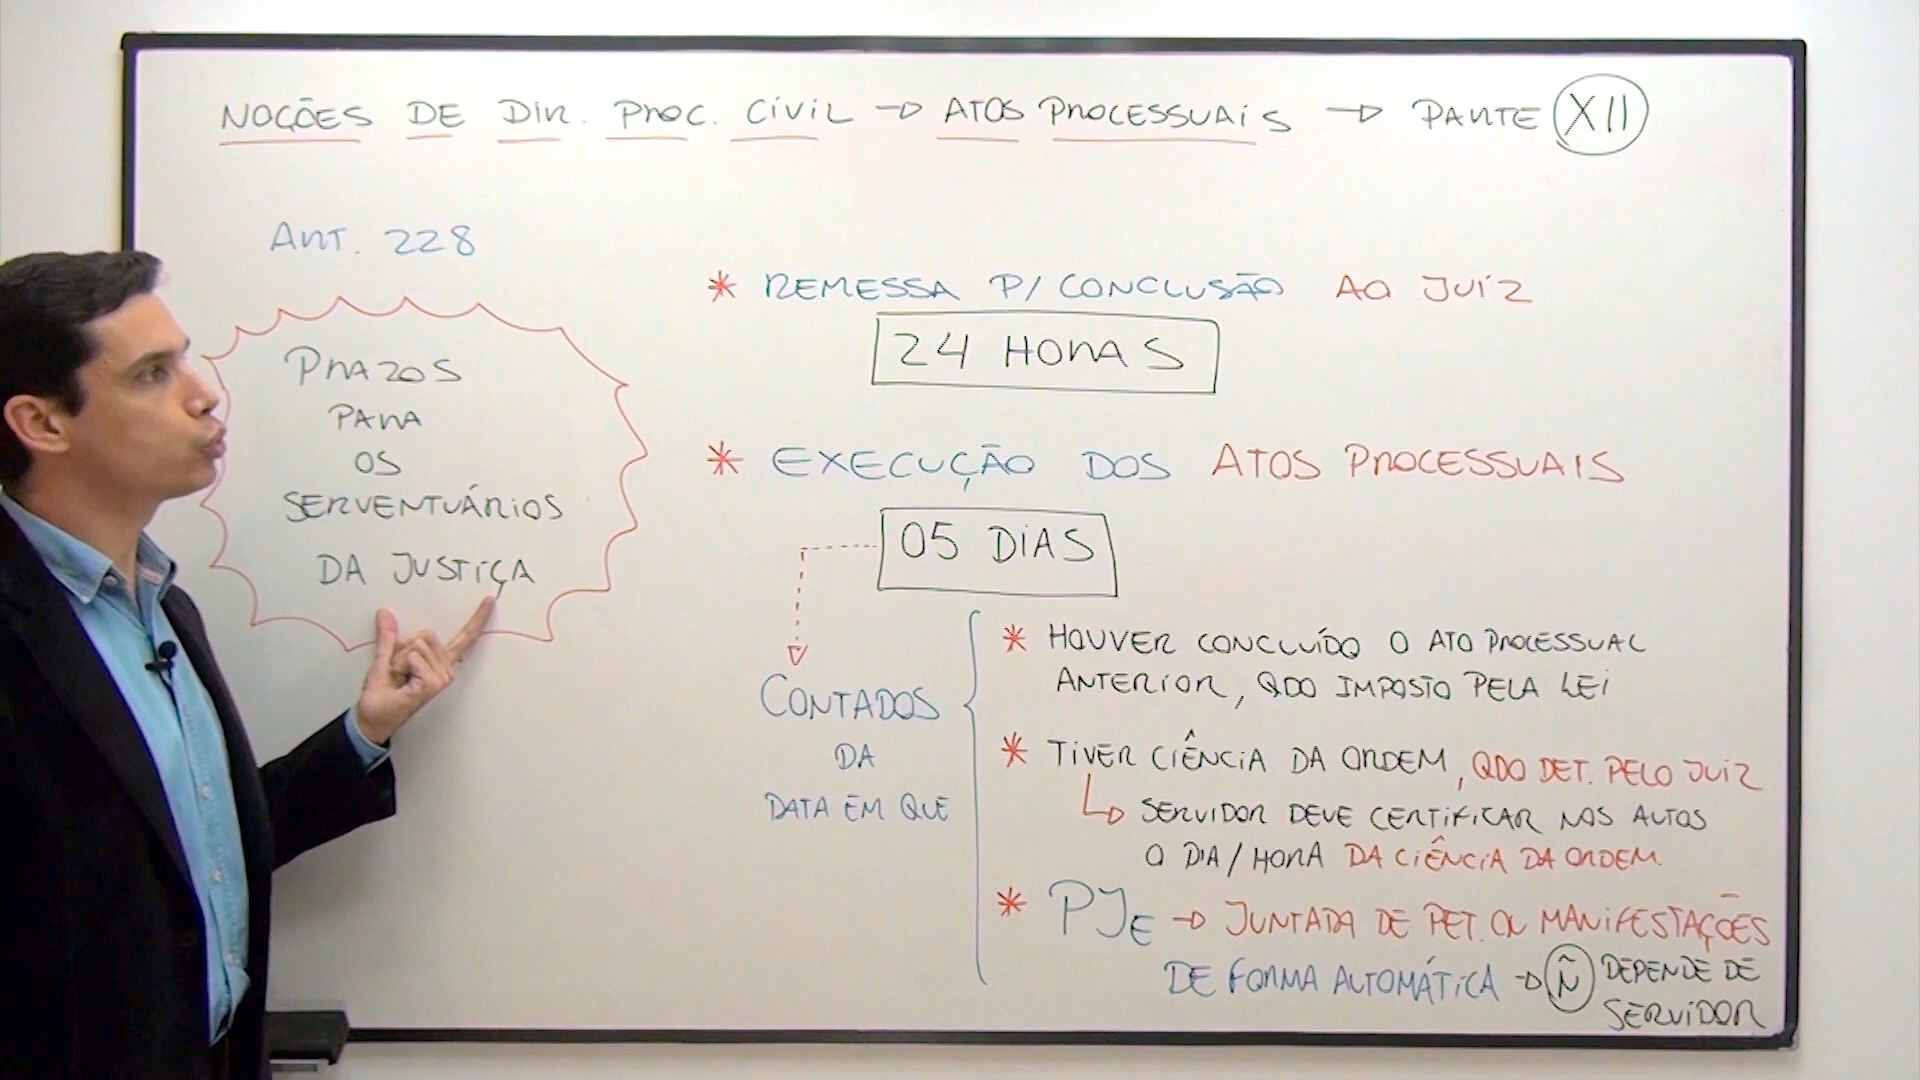 NOÇÕES DE DIR. PROC. CIVIL → ATOS PROCESSUAIS → PARTE XII
ART. 228
PRAZOS
PARA
OS
SERVENTUÁRIOS
DA JUSTIÇA
* REMESSA P/ CONCLUSÃO AO JUIZ
24 HORAS
* EXECUÇÃO DOS ATOS PROCESSUAIS
05 DIAS
CONTADOS
DA
DATA EM QUE
* HOUVER CONCLUÍDO O ATO PROCESSUAL
ANTERIOR, QDO IMPOSTO PELA LEI
* TIVER CIÊNCIA DA ORDEM, QDO DET. PELO JUIZ
↳ SERVIDOR DEVE CERTIFICAR NOS AUTOS
O DIA/HORA DA CIÊNCIA DA ORDEM.
* PJE → JUNTADA DE PET. OU MANIFESTAÇÕES
DE FORMA AUTOMÁTICA → Ñ DEPENDE DE
SERVIDOR